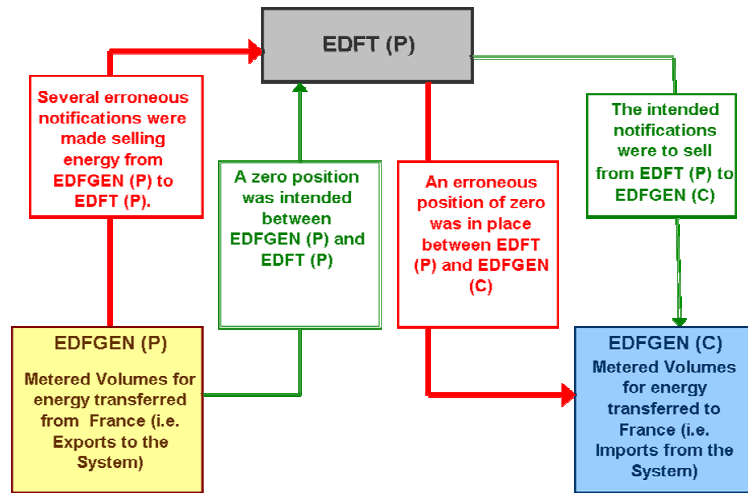 EDFT (P)
Several erroneous
notifications were
made selling
energy from
EDFGEN (P) to
EDFT (P).
A zero position
was intended
between
EDFGEN (P) and
EDFT (P)
An erroneous
position of zero
was in place
between EDFT
(P) and EDFGEN
(C)
The intended
notifications
were to sell
from EDFT (P) to
EDFGEN (C)
EDFGEN (P)
Metered Volumes for
energy transferred
from France (i.e.
Exports to the
System)
EDFGEN (C)
Metered Volumes
for energy
transferred to
France (i.e.
Imports from the
System)